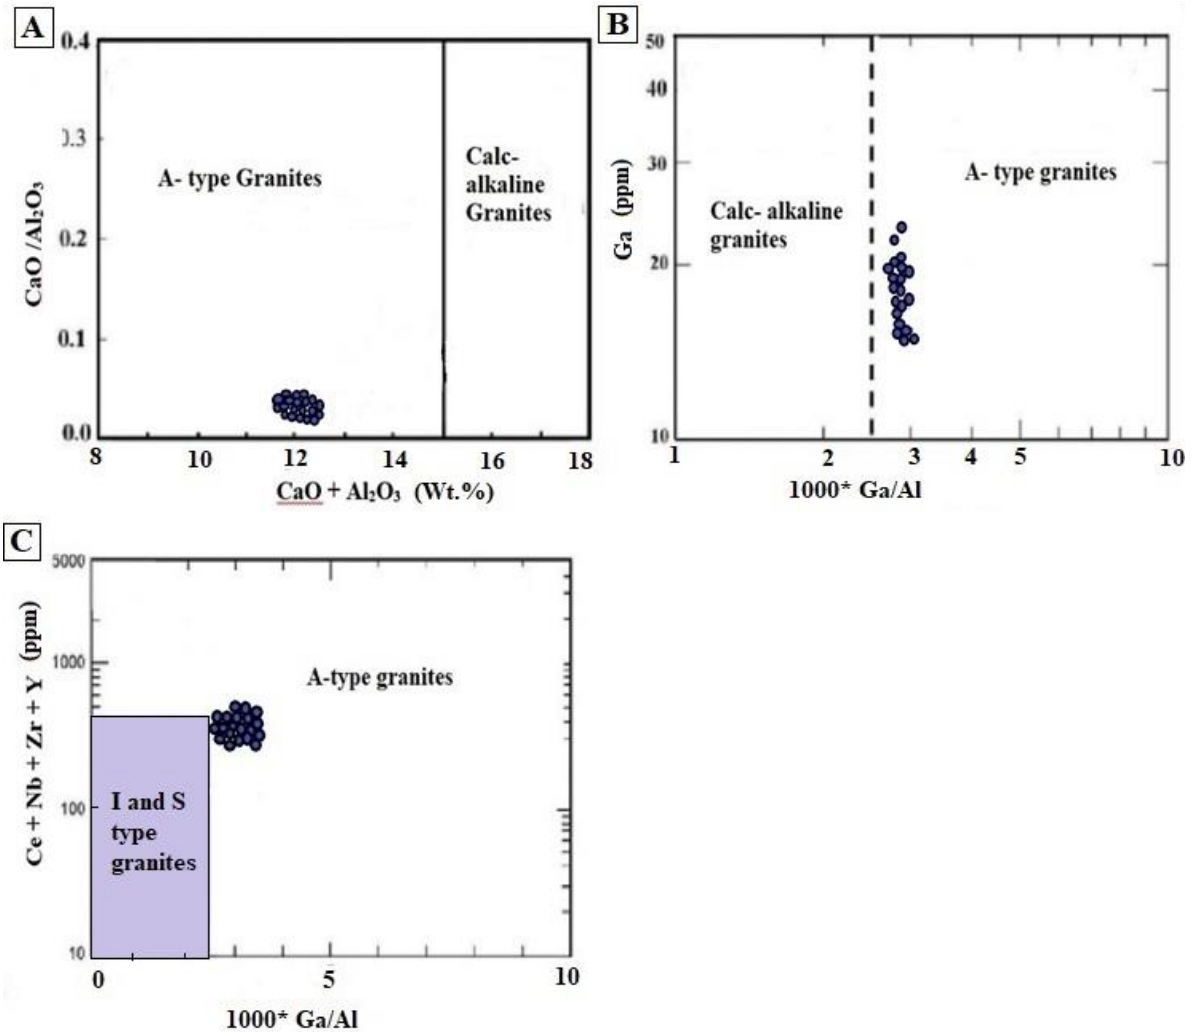 A
0.4
0.3
0.2
0.1
0.0
CaO /Al₂O₃
A- type Granites
Calc-
alkaline
Granites
8 10 12 14 16 18
CaO + Al₂O₃ (Wt.%)
B
50
40
30
20
10
Ga (ppm)
Calc- alkaline
granites
A- type granites
1 2 3 4 5 10
1000* Ga/Al
C
5000
1000
100
10
Ce + Nb + Zr + Y (ppm)
A-type granites
I and S
type
granites
0 5 10
1000* Ga/Al